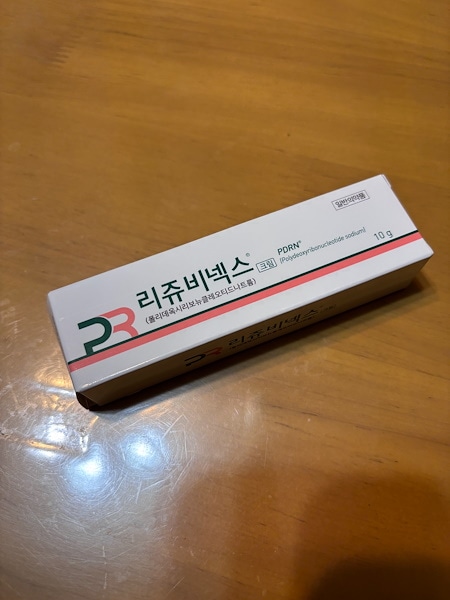 일반의약품
리쥬비넥스® 크림
PDRN®
(Polydeoxyribonucleotide sodium)
10 g
(폴리데옥시리보뉴클레오티드나트륨)
PR
PR 리쥬비넥스